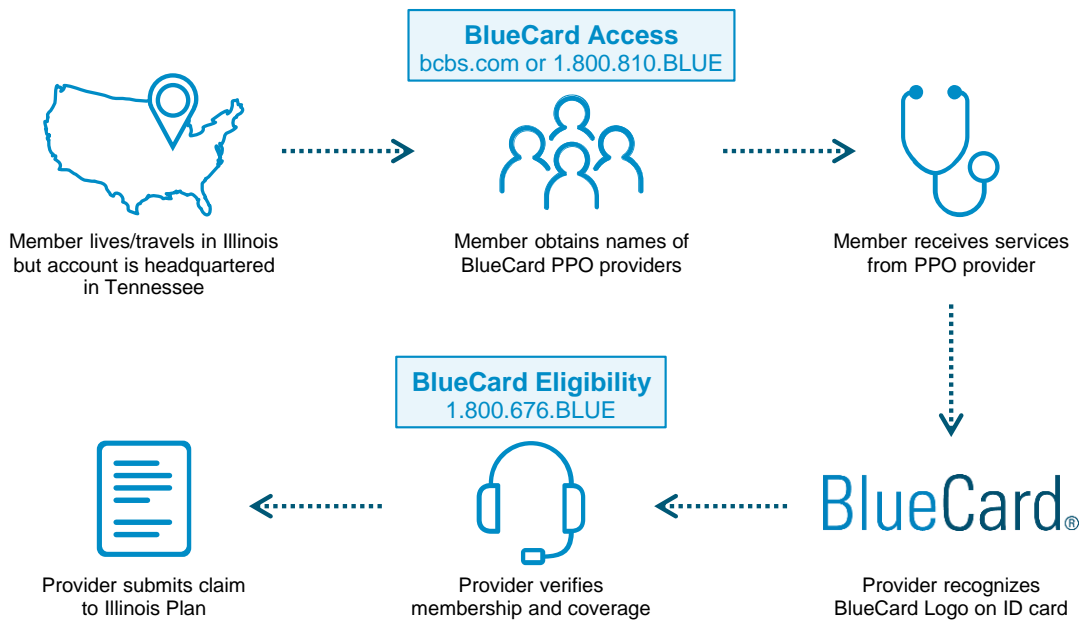 BlueCard Access
bcbs.com or 1.800.810.BLUE
Member lives/travels in Illinois
but account is headquartered
in Tennessee
Member obtains names of
BlueCard PPO providers
Member receives services
from PPO provider
BlueCard®
Provider recognizes
BlueCard Logo on ID card
BlueCard Eligibility
1.800.676.BLUE
Provider verifies
membership and coverage
Provider submits claim
to Illinois Plan